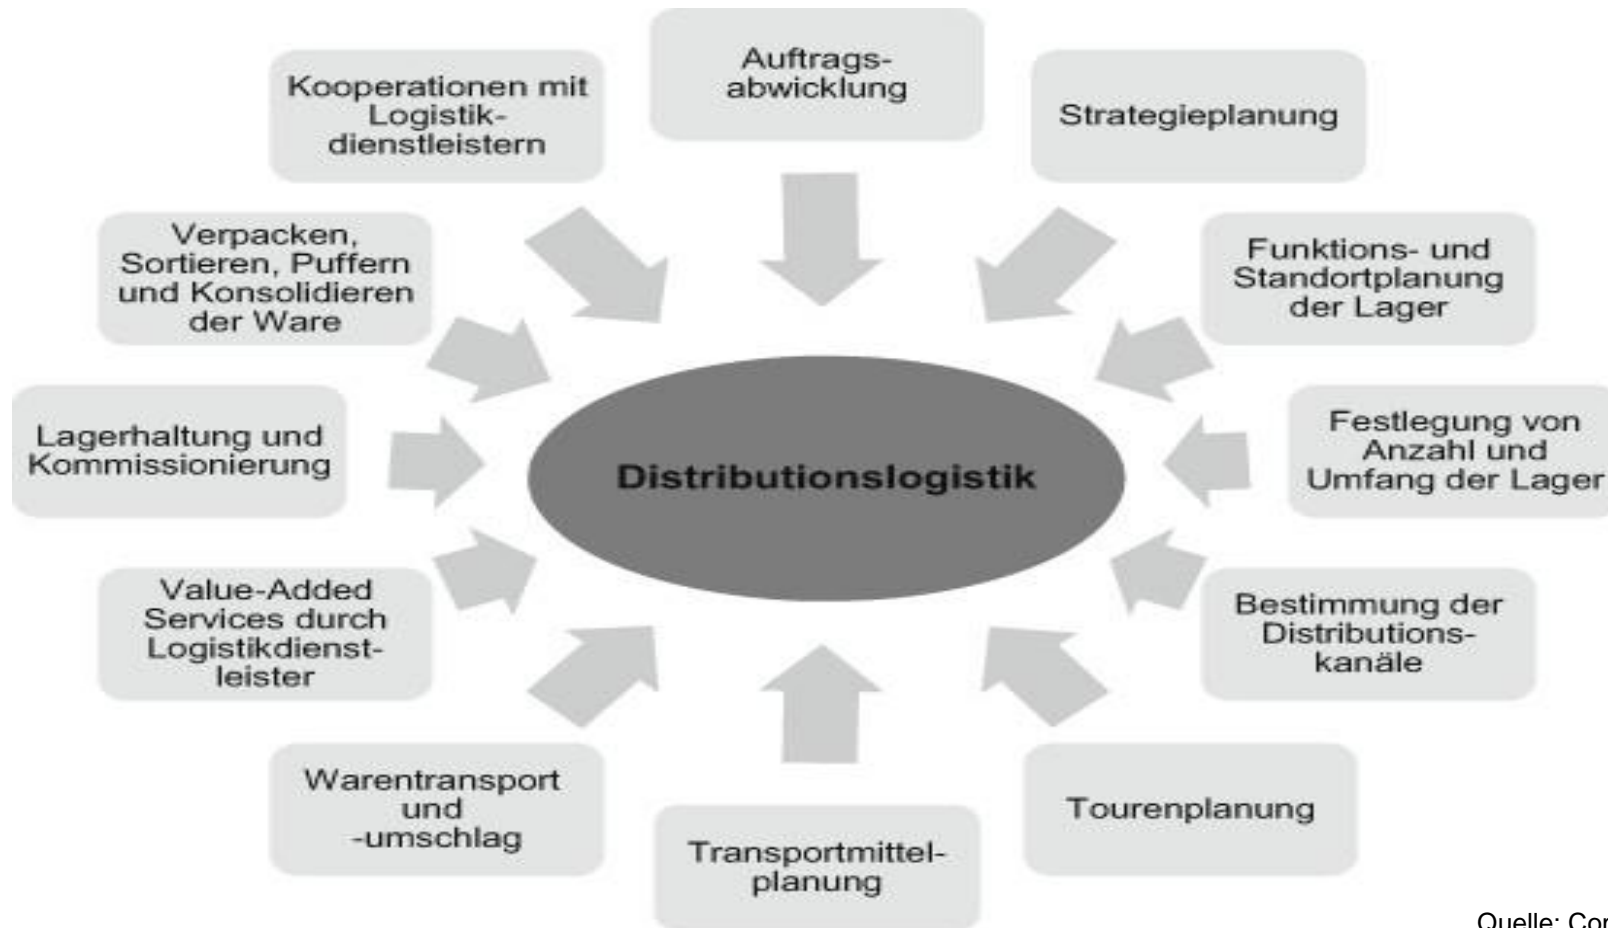 Auftrags-
abwicklung
Strategieplanung
Funktions- und
Standortplanung
der Lager
Festlegung von
Anzahl und
Umfang der Lager
Bestimmung der
Distributions-
kanäle
Tourenplanung
Transportmittel-
planung
Warentransport
und
-umschlag
Value-Added
Services durch
Logistikdienst-
leister
Lagerhaltung und
Kommissionierung
Verpacken,
Sortieren, Puffern
und Konsolidieren
der Ware
Kooperationen mit
Logistik-
dienstleistern
Distributionslogistik
Quelle: